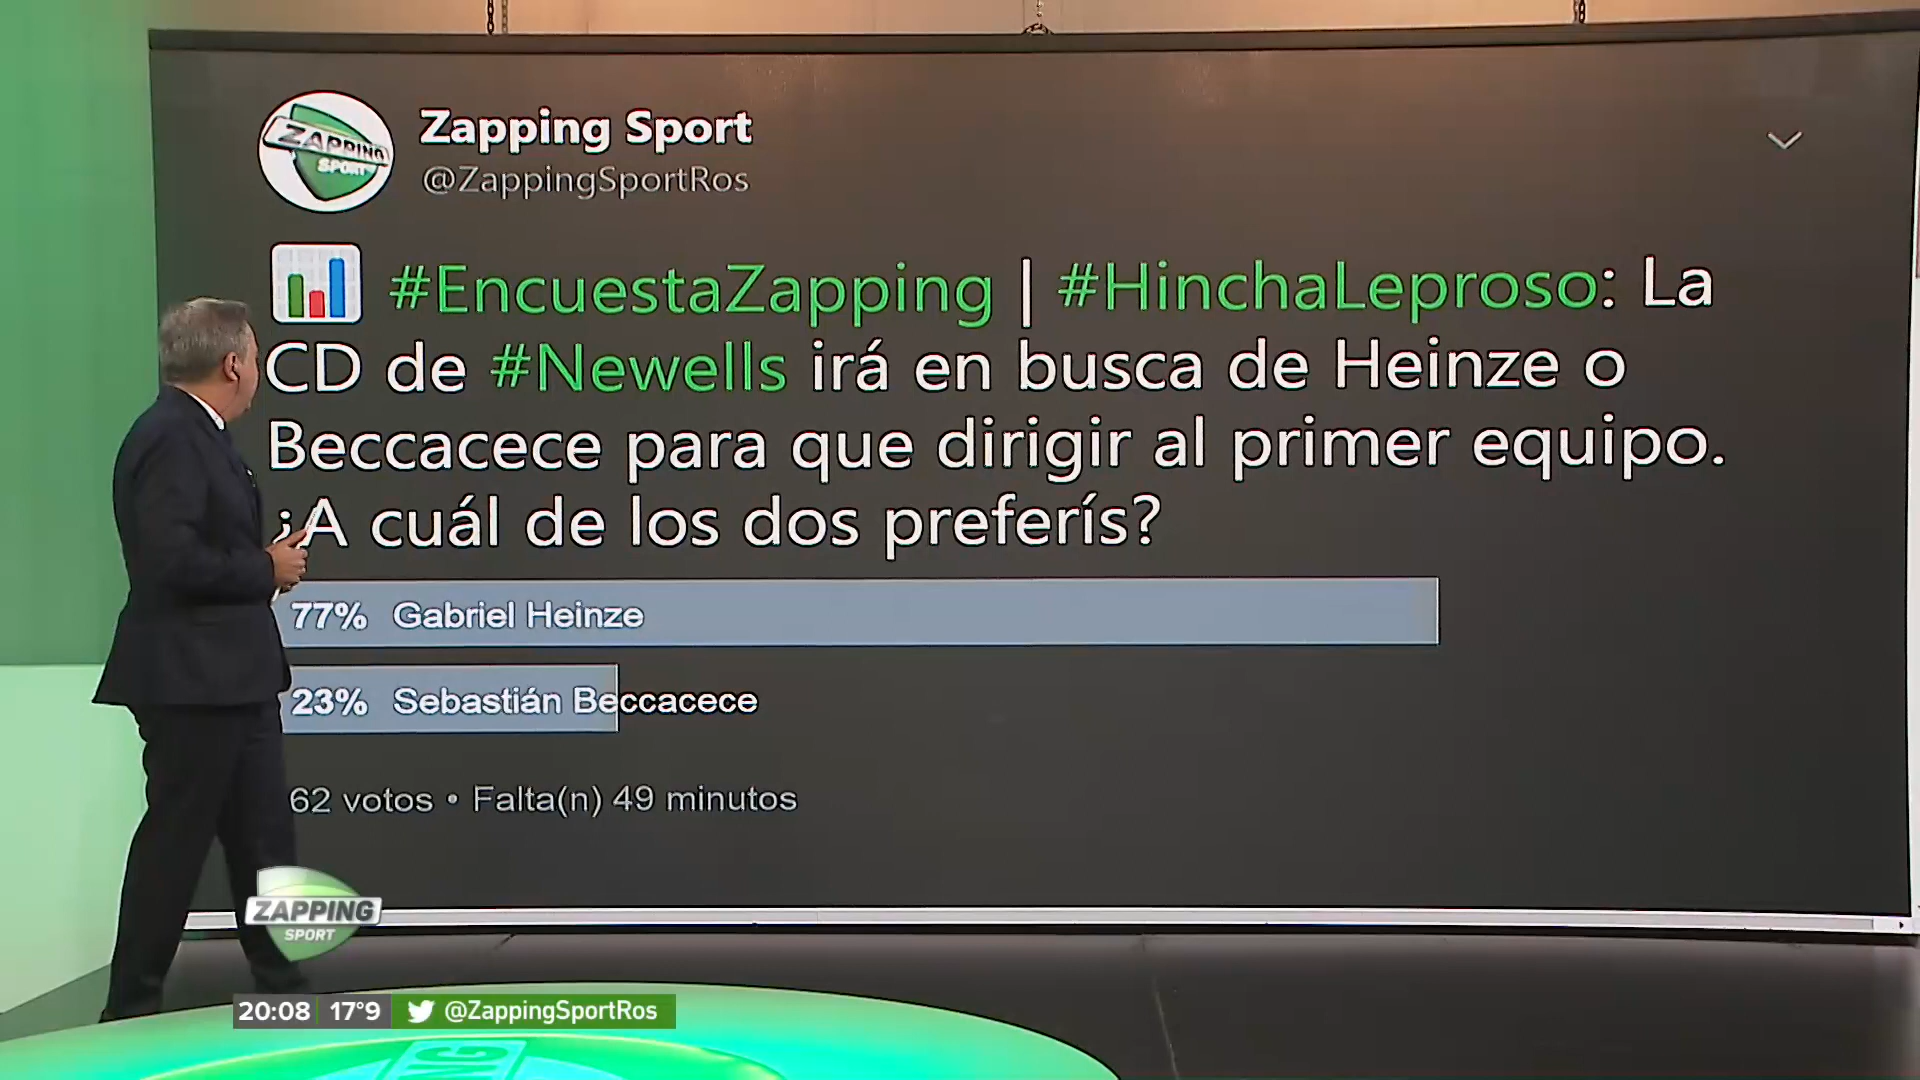 ZAPPING
SPORT
Zapping Sport
@ZappingSportRos
#EncuestaZapping | #HinchaLeproso: La
CD de #Newells irá en busca de Heinze o
Beccacece para que dirigir al primer equipo.
¿A cuál de los dos preferís?
77% Gabriel Heinze
23% Sebastián Beccacece
62 votos • Falta(n) 49 minutos
ZAPPING
SPORT
20:08 17°9 @ZappingSportRos